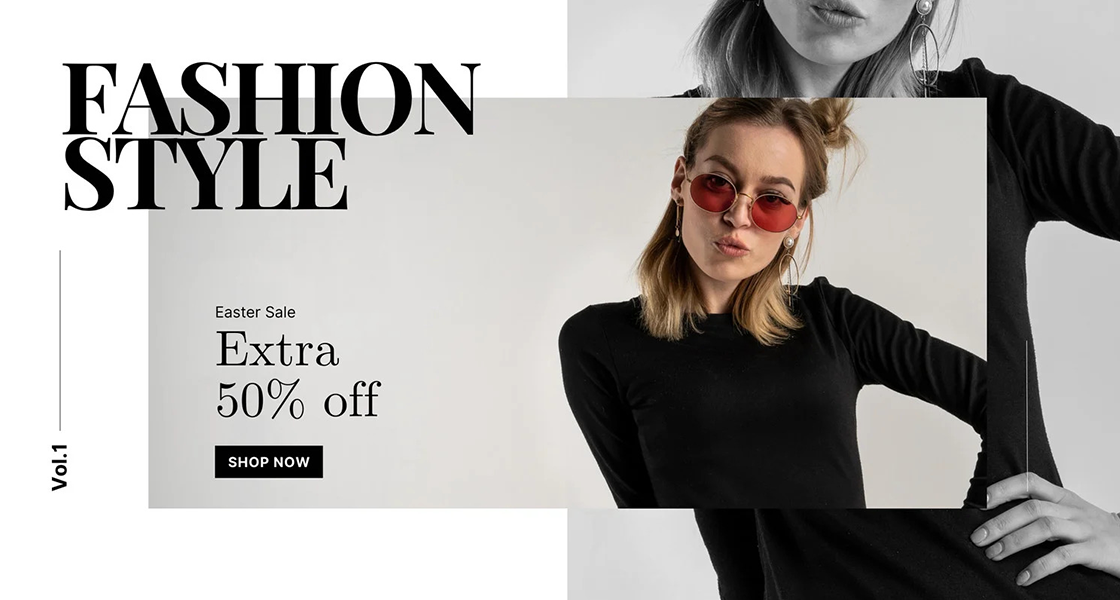 FASHION
STYLE
Easter Sale
Extra
50% off
SHOP NOW
Vol.1